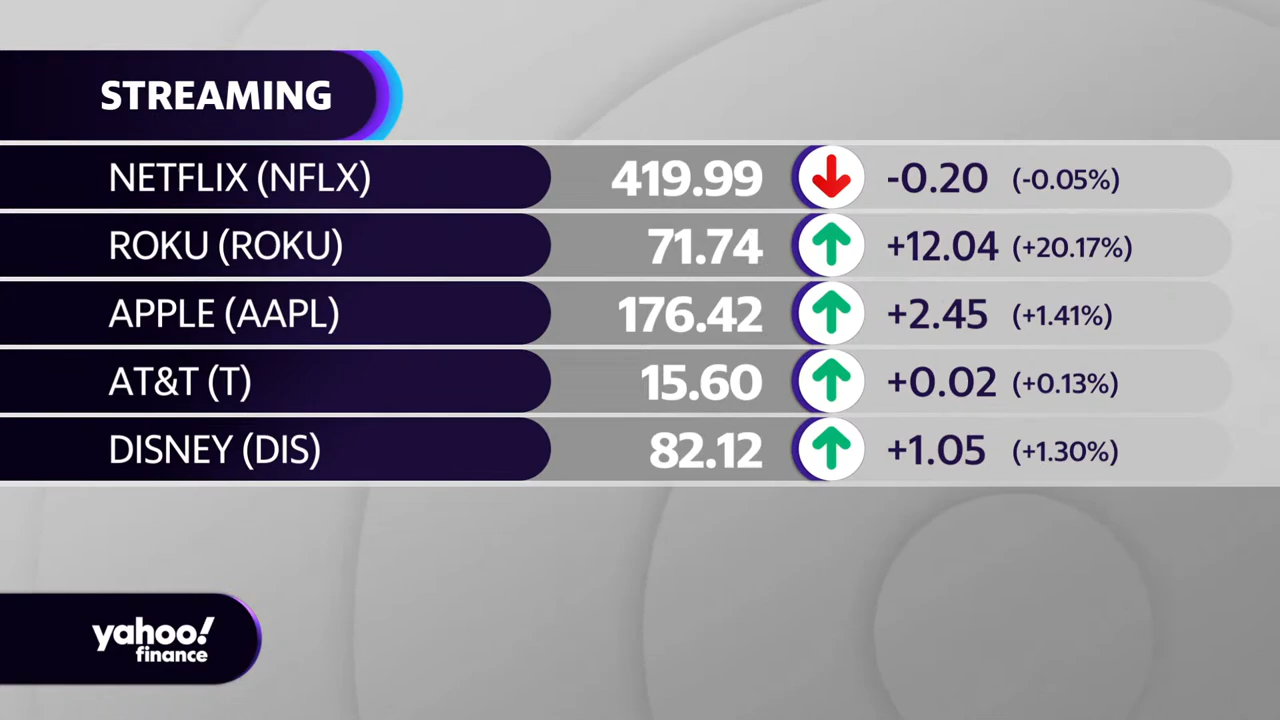 STREAMING
NETFLIX (NFLX) 419.99 -0.20 (-0.05%)
ROKU (ROKU) 71.74 +12.04 (+20.17%)
APPLE (AAPL) 176.42 +2.45 (+1.41%)
AT&T (T) 15.60 +0.02 (+0.13%)
DISNEY (DIS) 82.12 +1.05 (+1.30%)
yahoo!
finance